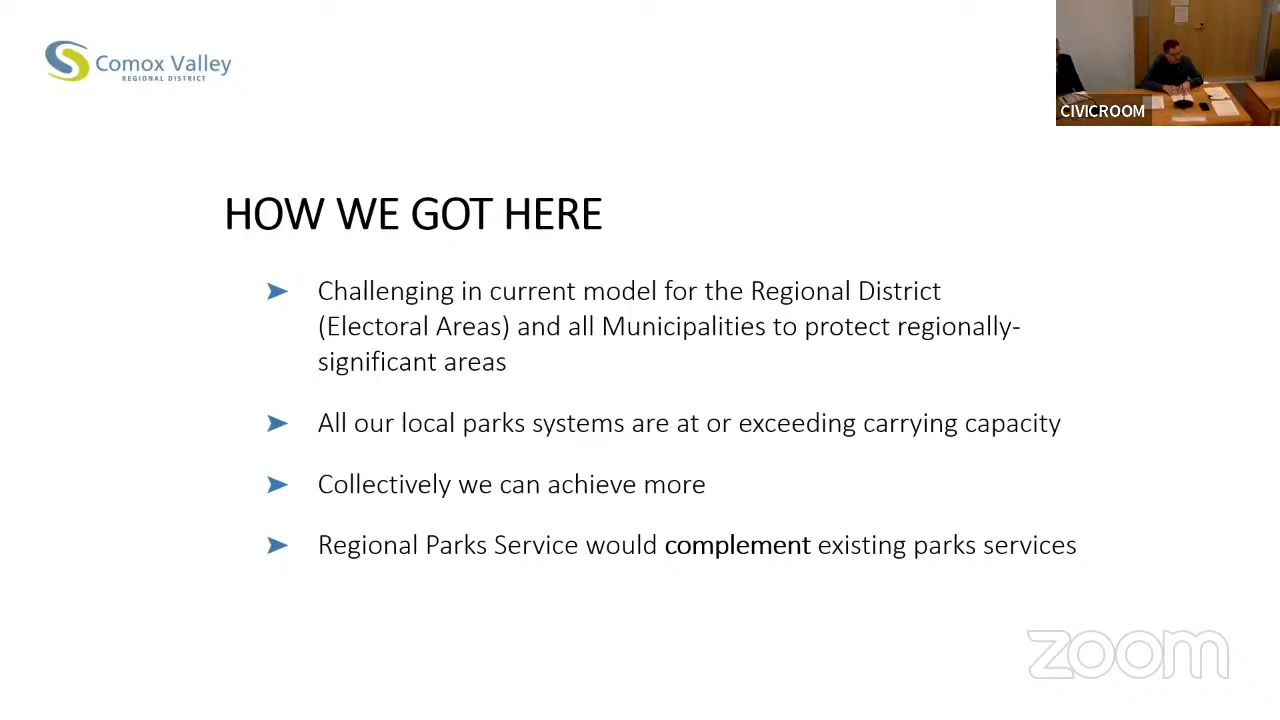 Comox Valley
REGIONAL DISTRICT
CIVICROOM
HOW WE GOT HERE
Challenging in current model for the Regional District
(Electoral Areas) and all Municipalities to protect regionally-
significant areas
All our local parks systems are at or exceeding carrying capacity
Collectively we can achieve more
Regional Parks Service would complement existing parks services
zoom